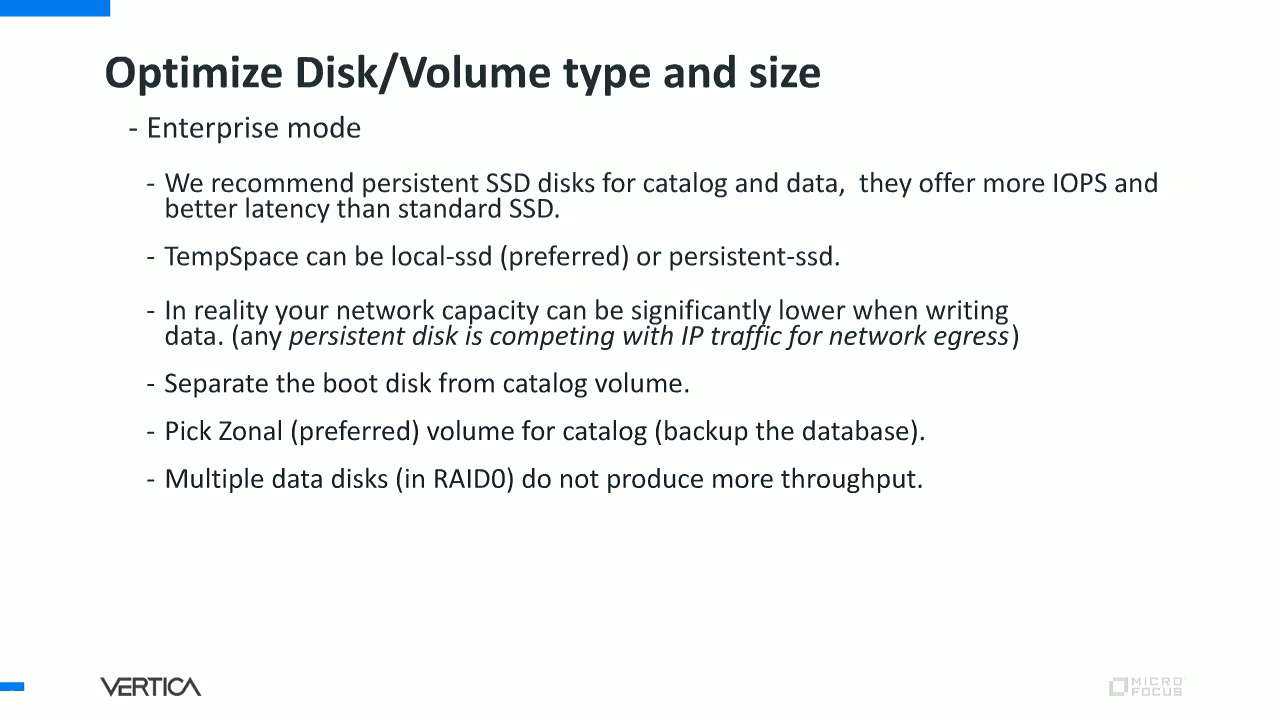 Optimize Disk/Volume type and size
- Enterprise mode
- We recommend persistent SSD disks for catalog and data,  they offer more IOPS and
better latency than standard SSD.
- TempSpace can be local-ssd (preferred) or persistent-ssd.
- In reality your network capacity can be significantly lower when writing
data. (any persistent disk is competing with IP traffic for network egress)
- Separate the boot disk from catalog volume.
- Pick Zonal (preferred) volume for catalog (backup the database).
- Multiple data disks (in RAID0) do not produce more throughput.
VERTICA
MICRO
FOCUS